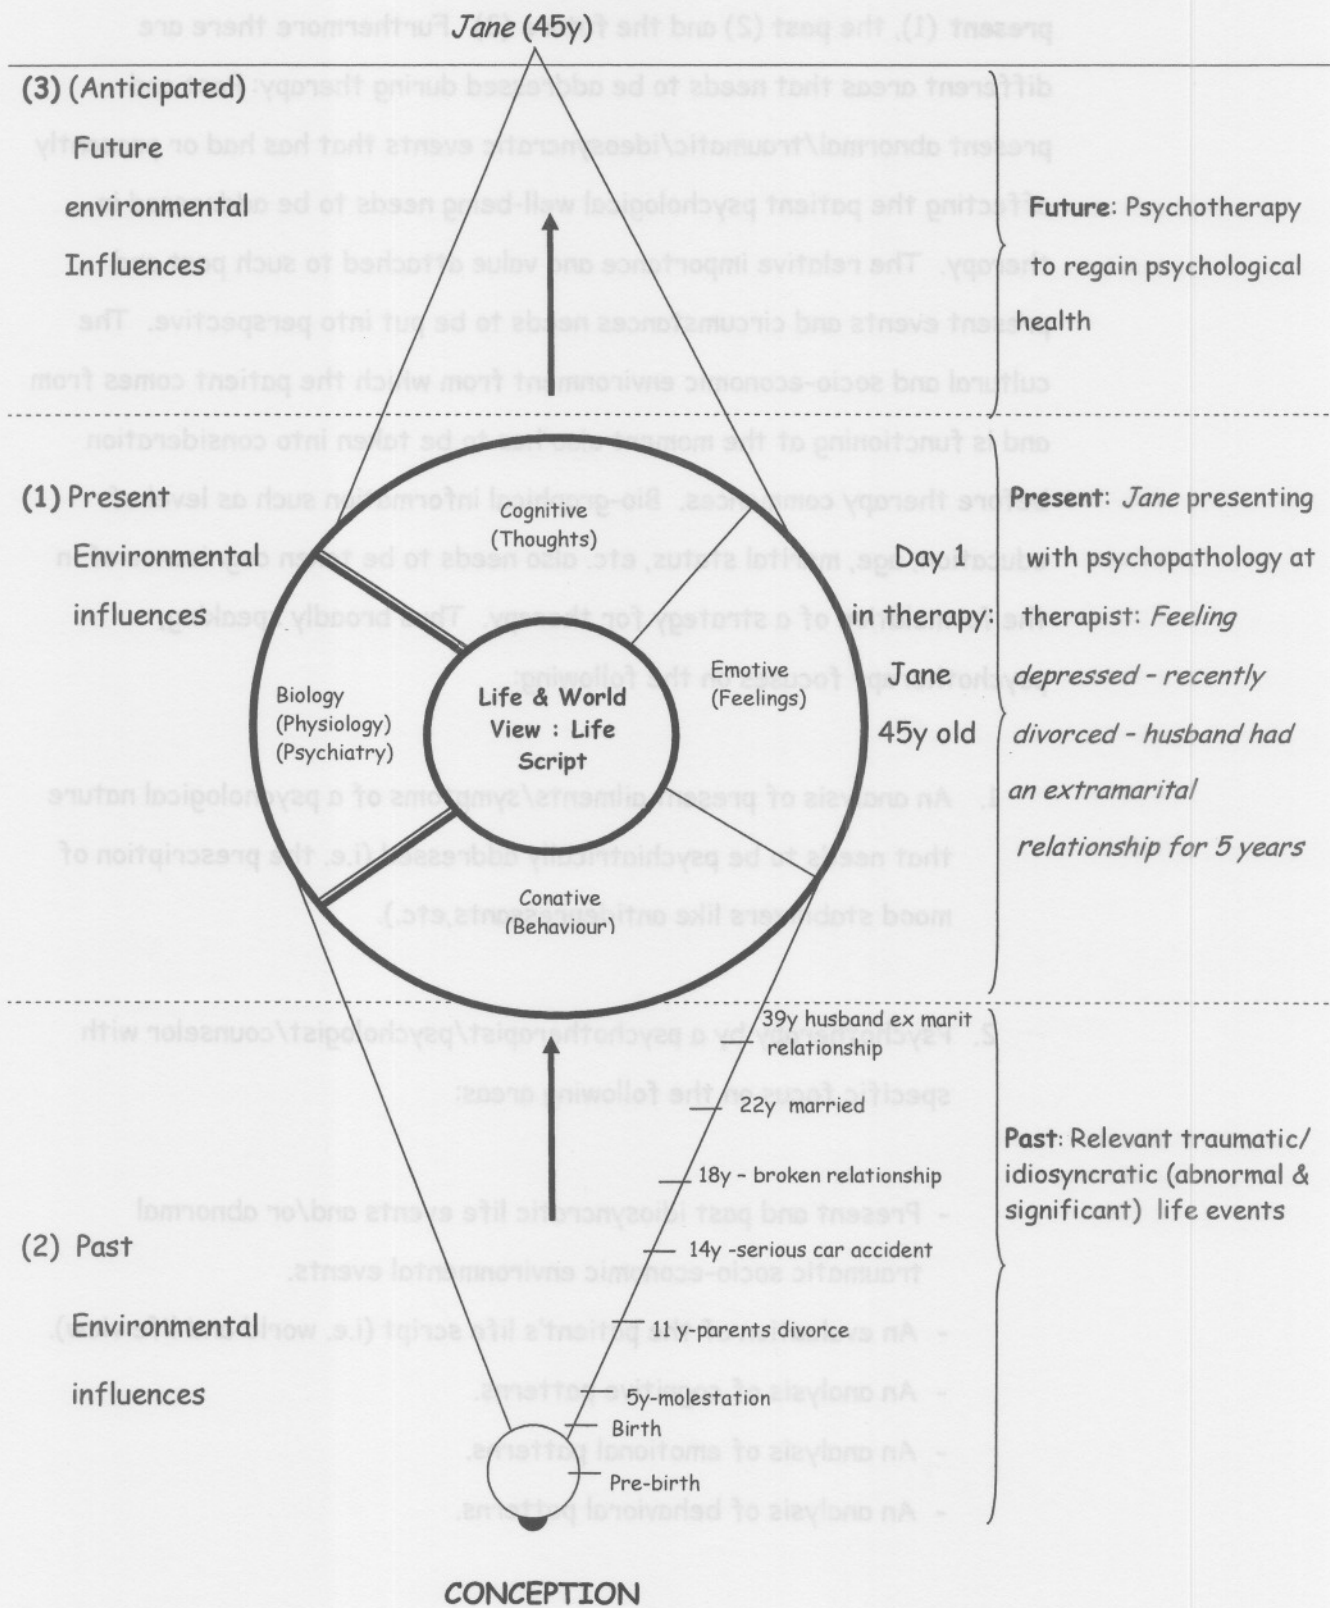 Jane (45y)
(3) (Anticipated)
Future
environmental
Influences
Future: Psychotherapy
to regain psychological
health
(1) Present
Environmental
influences
Cognitive
(Thoughts)
Emotive
(Feelings)
Biology
(Physiology)
(Psychiatry)
Life & World
View : Life
Script
Conative
(Behaviour)
Day 1
in therapy:
Jane
45y old
Present: Jane presenting
with psychopathology at
therapist: Feeling
depressed - recently
divorced - husband had
an extramarital
relationship for 5 years
(2) Past
Environmental
influences
39y husband ex marit
relationship
22y married
18y - broken relationship
14y -serious car accident
11y-parents divorce
5y-molestation
Birth
Pre-birth
Past: Relevant traumatic/
idiosyncratic (abnormal &
significant) life events
CONCEPTION